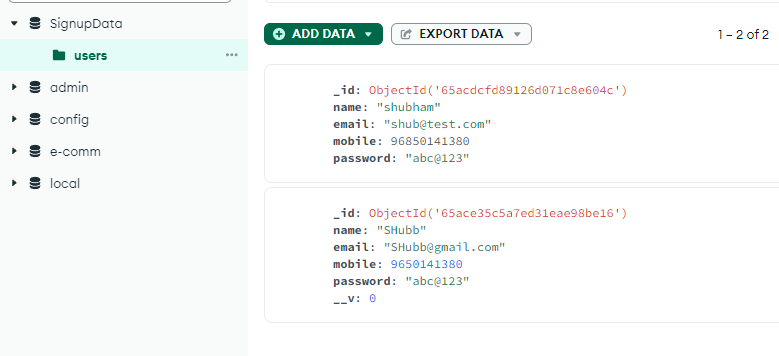 SignupData
users
admin
config
e-comm
local
ADD DATA
EXPORT DATA
1 – 2 of 2
_id: ObjectId('65acdcfd89126d071c8e604c')
name: "shubham"
email: "shub@test.com"
mobile: 96850141380
password: "abc@123"
_id: ObjectId('65ace35c5a7ed31eae98be16')
name: "SHubb"
email: "SHubb@gmail.com"
mobile: 9650141380
password: "abc@123"
__v: 0